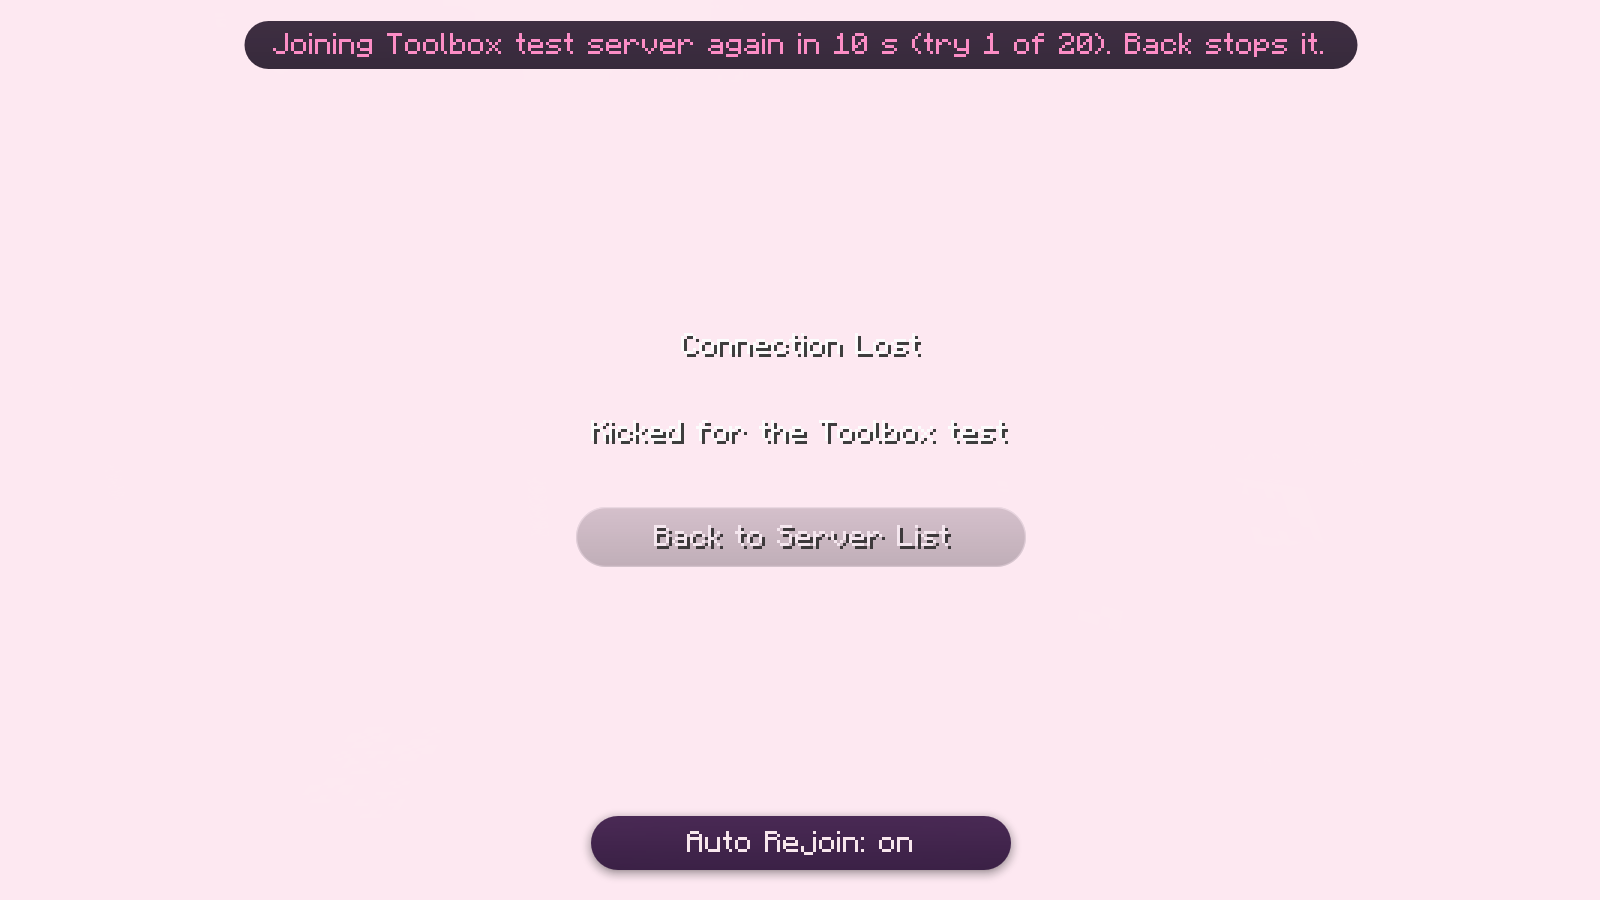 Joining Toolbox test server again in 10 s (try 1 of 20). Back stops it.
Connection Lost
Kicked for the Toolbox test
Back to Server List
Auto Rejoin: on